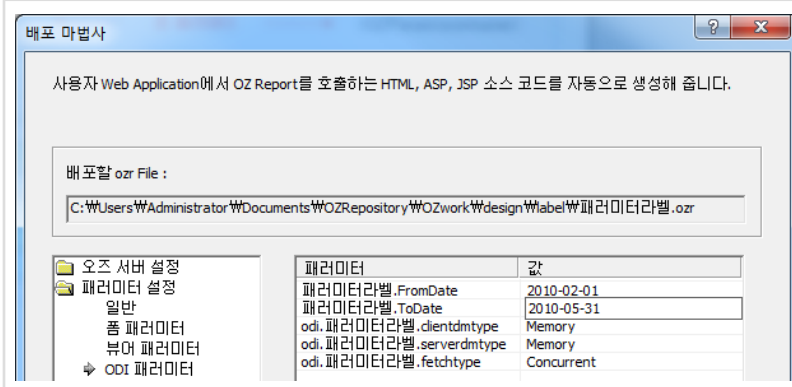 배포 마법사
사용자 Web Application에서 OZ Report를 호출하는 HTML, ASP, JSP 소스 코드를 자동으로 생성해 줍니다.
배포할 ozr File :
C:₩Users₩Administrator₩Documents₩OZRepository₩OZwork₩design₩label₩패러미터라벨.ozr
오즈 서버 설정
패러미터 설정
일반
폼 패러미터
뷰어 패러미터
ODI 패러미터
패러미터 값
패러미터라벨.FromDate 2010-02-01
패러미터라벨.ToDate 2010-05-31
odi.패러미터라벨.clientdmtype Memory
odi.패러미터라벨.serverdmtype Memory
odi.패러미터라벨.fetchtype Concurrent